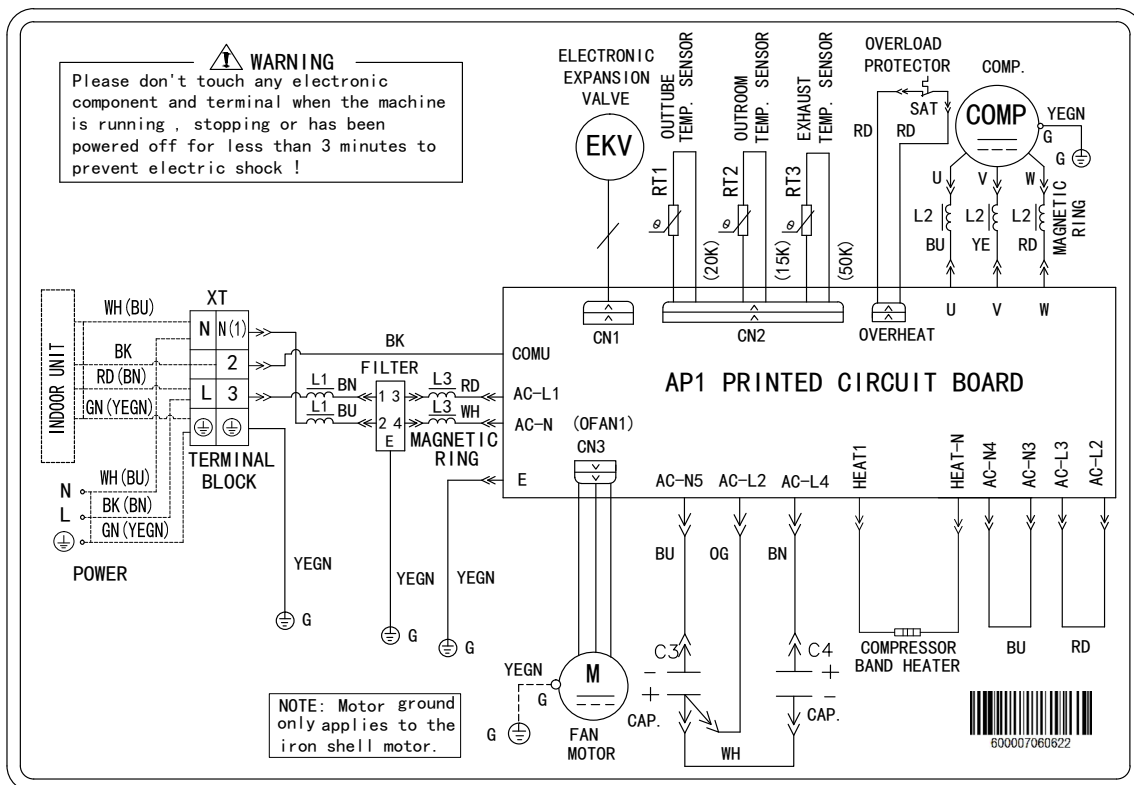 WARNING
Please don't touch any electronic
component and terminal when the machine
is running , stopping or has been
powered off for less than 3 minutes to
prevent electric shock !
ELECTRONIC
EXPANSION
VALVE
EKV
OUTTUBE
TEMP. SENSOR
RT1
θ
(20K)
OUTROOM
TEMP. SENSOR
RT2
θ
(15K)
EXHAUST
TEMP. SENSOR
RT3
θ
(50K)
OVERLOAD
PROTECTOR
SAT
RD
RD
COMP.
COMP
YEGN
G
G
U V W
L2 L2 L2
BU YE RD
MAGNETIC
RING
U V W
CN1
CN2
OVERHEAT
AP1 PRINTED CIRCUIT BOARD
INDOOR UNIT
WH(BU)
BK
RD(BN)
GN(YEGN)
XT
N N(1)
2
L 3
TERMINAL
BLOCK
WH(BU)
BK(BN)
GN(YEGN)
N
L
POWER
BK
FILTER
L1 BN
L1 BU
1 3
2 4
E
L3 RD
L3 WH
MAGNETIC
RING
COMU
AC-L1
AC-N
E
(OFAN1)
CN3
AC-N5 AC-L2 AC-L4
HEAT1
HEAT-N
AC-N4
AC-N3
AC-L3
AC-L2
BU OG BN
YEGN
G
YEGN
G
YEGN
G
C3
-
+
CAP.
C4
+
-
CAP.
WH
COMPRESSOR
BAND HEATER
BU
RD
YEGN
G
G
M
FAN
MOTOR
NOTE: Motor ground
only applies to the
iron shell motor.
600007060622